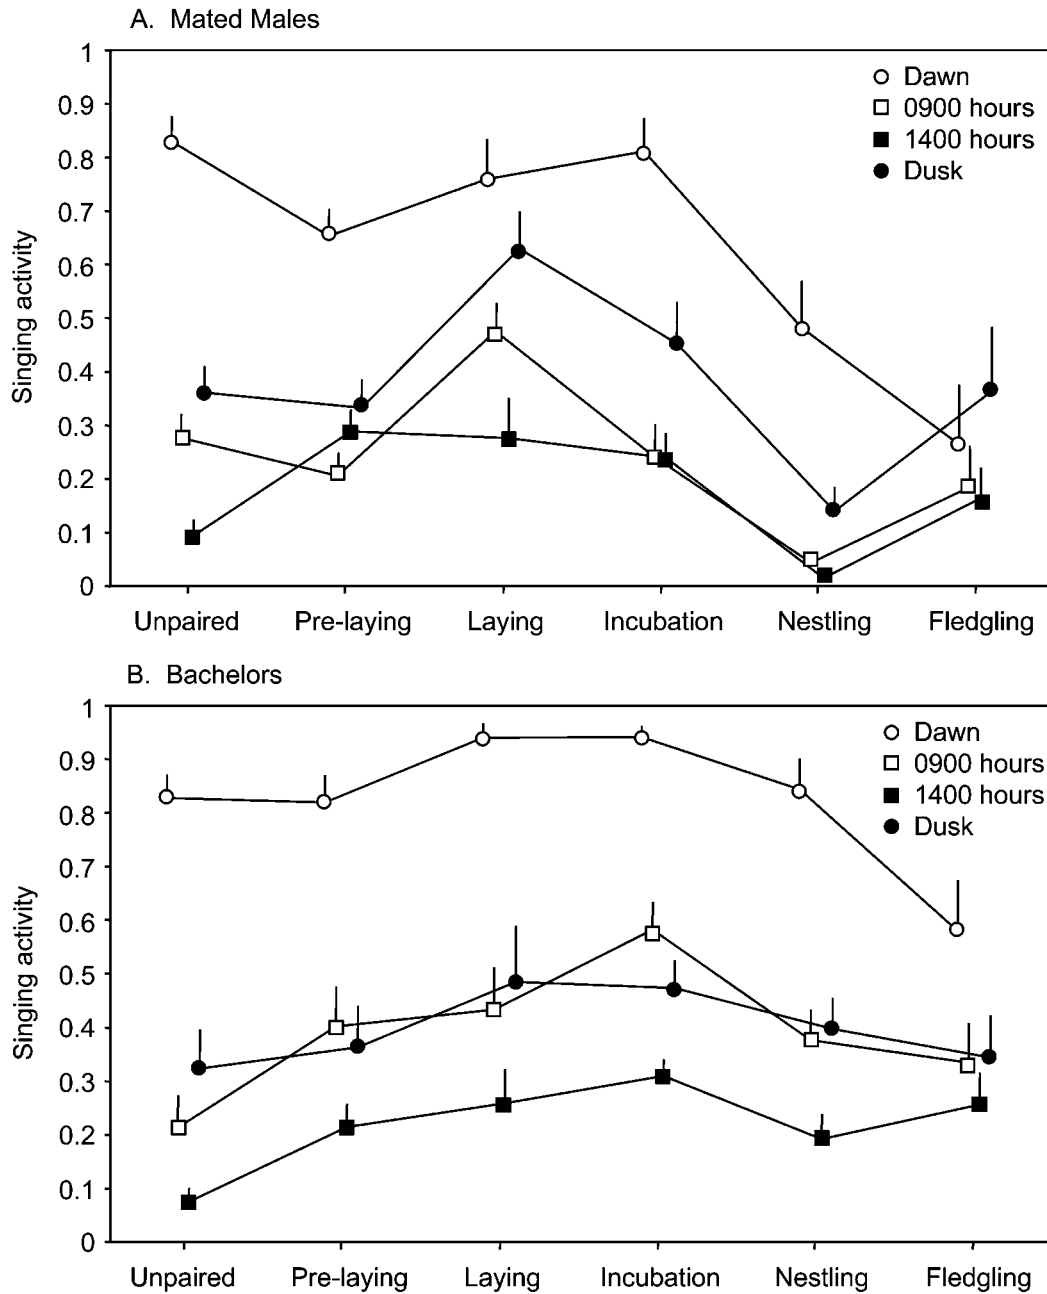 A. Mated Males
1
0.9
0.8
0.7
0.6
0.5
0.4
0.3
0.2
0.1
0
Singing activity
Dawn
0900 hours
1400 hours
Dusk
Unpaired Pre-laying Laying Incubation Nestling Fledgling
B. Bachelors
1
0.9
0.8
0.7
0.6
0.5
0.4
0.3
0.2
0.1
0
Singing activity
Dawn
0900 hours
1400 hours
Dusk
Unpaired Pre-laying Laying Incubation Nestling Fledgling